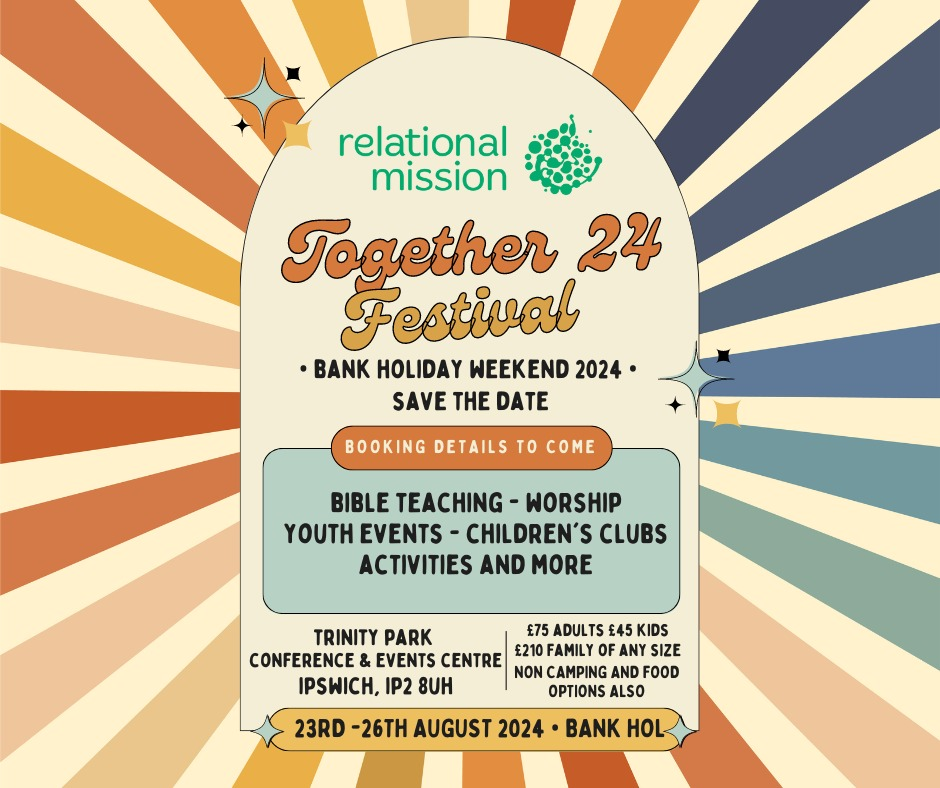 relational
mission
Together 24
Festival
• BANK HOLIDAY WEEKEND 2024 •
SAVE THE DATE
BOOKING DETAILS TO COME
BIBLE TEACHING - WORSHIP
YOUTH EVENTS - CHILDREN'S CLUBS
ACTIVITIES AND MORE
TRINITY PARK
CONFERENCE & EVENTS CENTRE
IPSWICH, IP2 8UH
£75 ADULTS £45 KIDS
£210 FAMILY OF ANY SIZE
NON CAMPING AND FOOD
OPTIONS ALSO
23RD -26TH AUGUST 2024 • BANK HOL